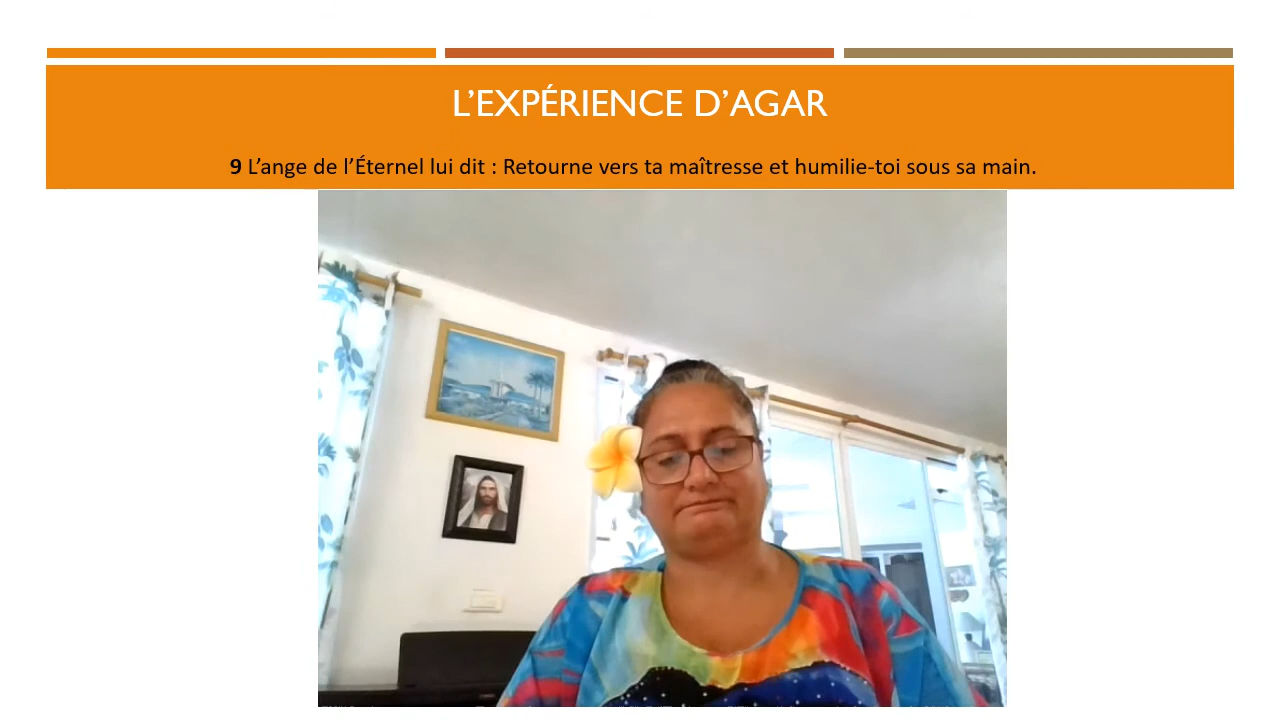 L’EXPÉRIENCE D’AGAR
9 L’ange de l’Éternel lui dit : Retourne vers ta maîtresse et humilie-toi sous sa main.